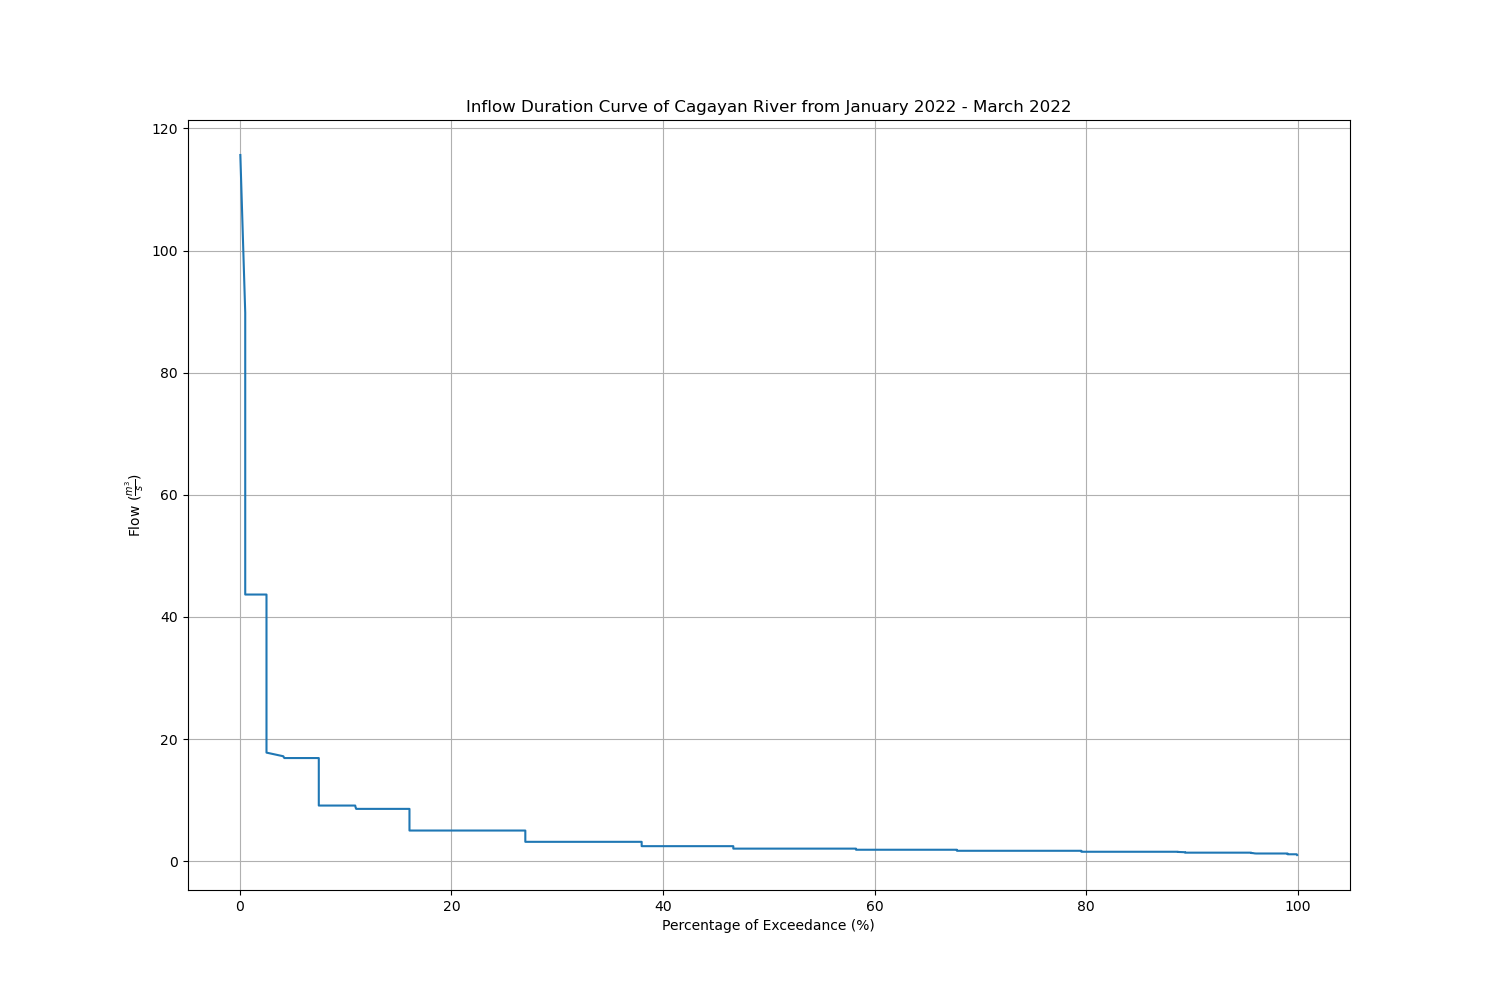 Inflow Duration Curve of Cagayan River from January 2022 - March 2022
120
100
80
60
40
20
0
Flow (m³/s)
0 20 40 60 80 100
Percentage of Exceedance (%)